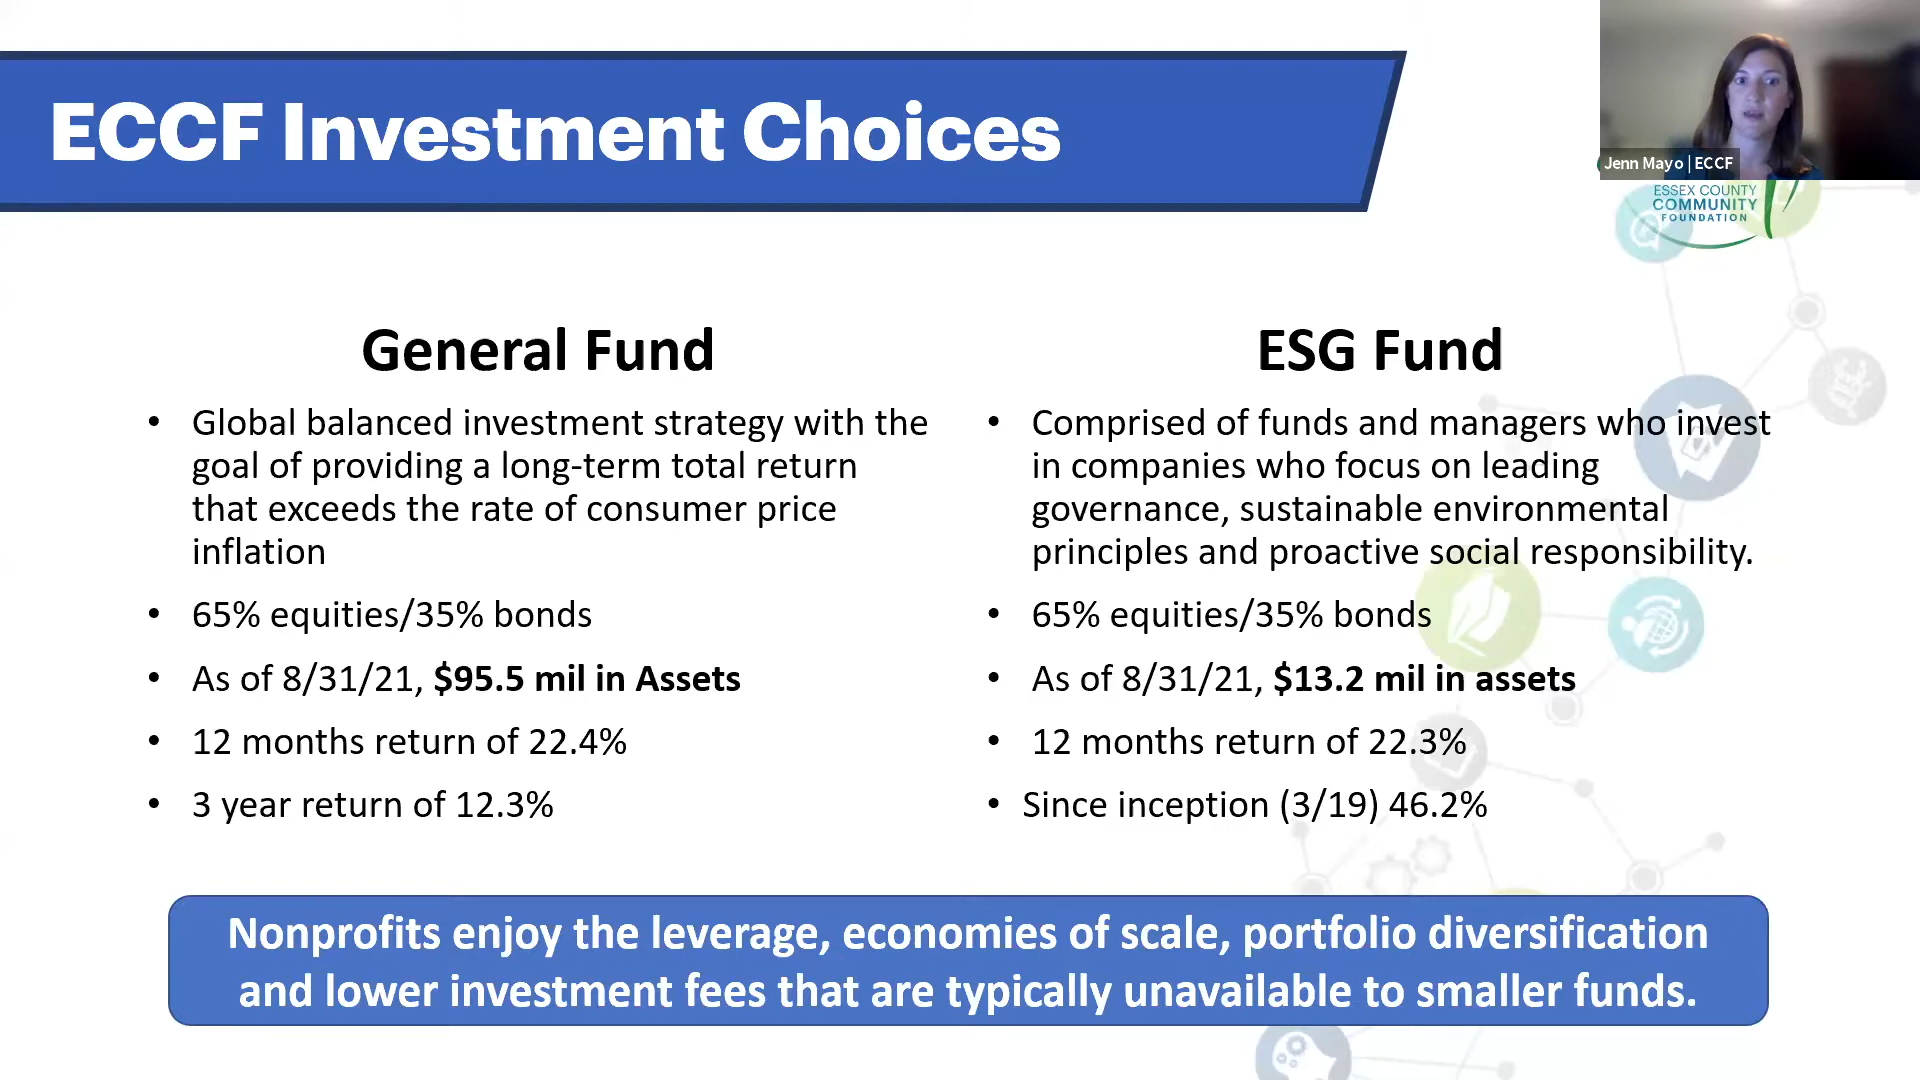 ECCF Investment Choices
Jenn Mayo | ECCF
ESSEX COUNTY
COMMUNITY
FOUNDATION
General Fund
• Global balanced investment strategy with the
goal of providing a long-term total return
that exceeds the rate of consumer price
inflation
• 65% equities/35% bonds
• As of 8/31/21, $95.5 mil in Assets
• 12 months return of 22.4%
• 3 year return of 12.3%
ESG Fund
• Comprised of funds and managers who invest
in companies who focus on leading
governance, sustainable environmental
principles and proactive social responsibility.
• 65% equities/35% bonds
• As of 8/31/21, $13.2 mil in assets
• 12 months return of 22.3%
• Since inception (3/19) 46.2%
Nonprofits enjoy the leverage, economies of scale, portfolio diversification
and lower investment fees that are typically unavailable to smaller funds.